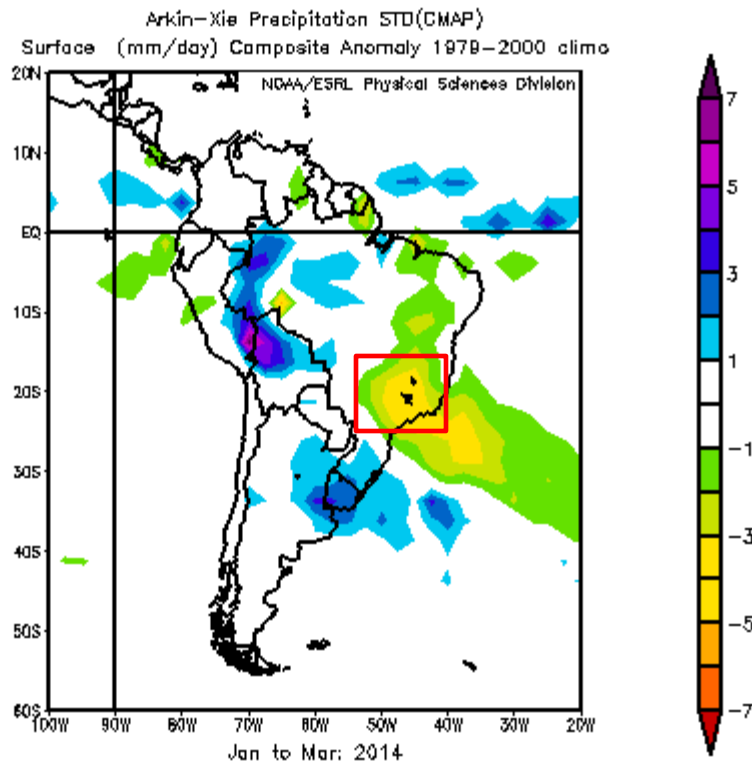 Arkin-Xie Precipitation STD(CMAP)
Surface (mm/day) Composite Anomaly 1979-2000 climo
NOAA/ESRL Physical Sciences Division
20N
10N
EQ
10S
20S
30S
40S
50S
60S
100W 90W 80W 70W 60W 50W 40W 30W 20W
Jan to Mar: 2014
7
5
3
1
-1
-3
-5
-7